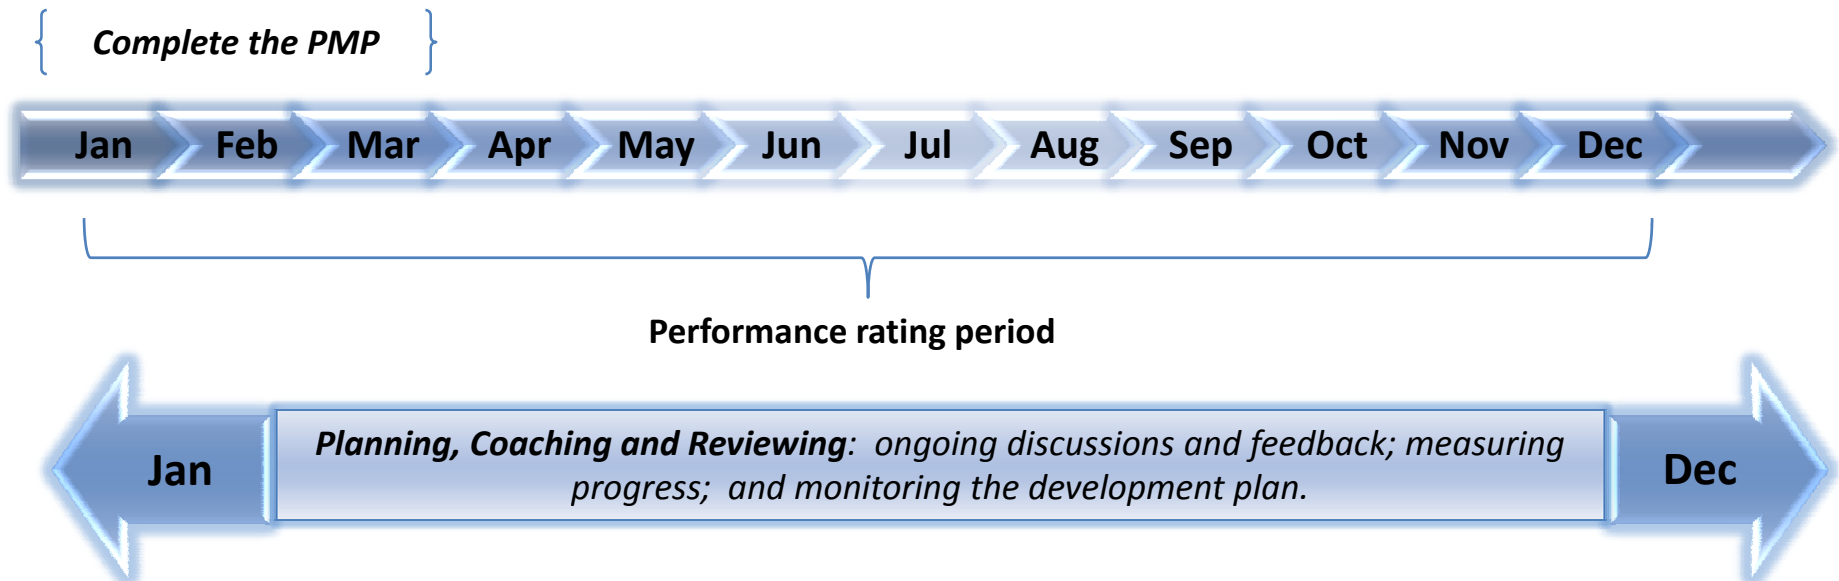 Complete the PMP
Jan Feb Mar Apr May Jun Jul Aug Sep Oct Nov Dec
Performance rating period
Jan
Planning, Coaching and Reviewing:  ongoing discussions and feedback; measuring
progress;  and monitoring the development plan.
Dec